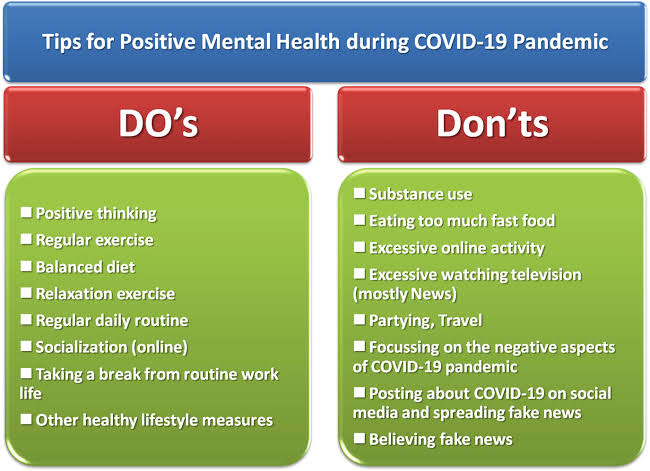 Tips for Positive Mental Health during COVID-19 Pandemic
DO's
Positive thinking
Regular exercise
Balanced diet
Relaxation exercise
Regular daily routine
Socialization (online)
Taking a break from routine work
life
Other healthy lifestyle measures
Don'ts
Substance use
Eating too much fast food
Excessive online activity
Excessive watching television
(mostly News)
Partying, Travel
Focussing on the negative aspects
of COVID-19 pandemic
Posting about COVID-19 on social
media and spreading fake news
Believing fake news